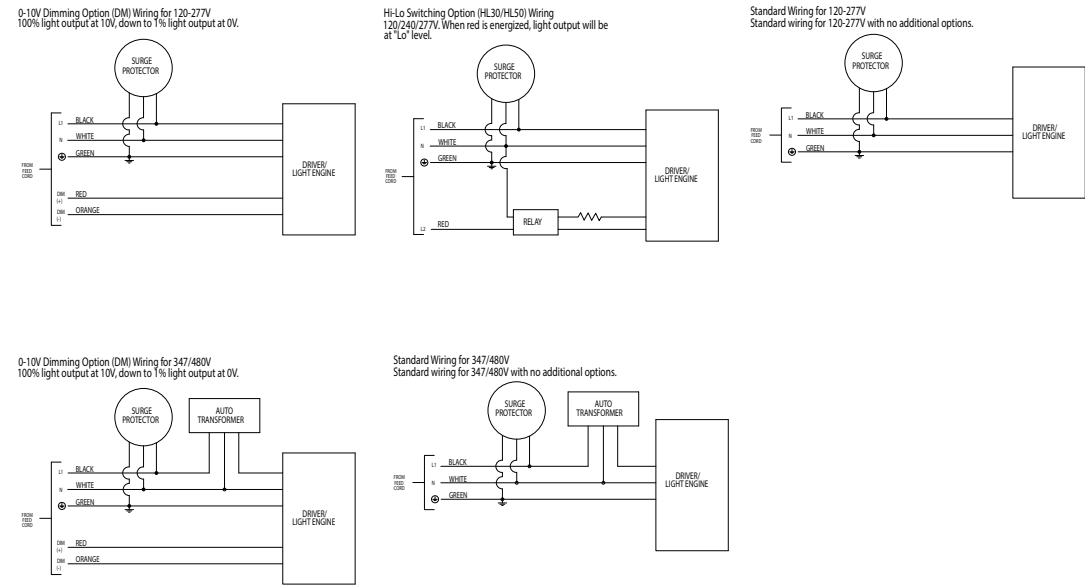 0-10V Dimming Option (DM) Wiring for 120-277V
100% light output at 10V, down to 1% light output at 0V.
SURGE
PROTECTOR
L1 BLACK
N WHITE
GREEN
FROM
FEED
CORD
DIM
(+)
RED
DIM
(-)
ORANGE
DRIVER/
LIGHT ENGINE
Hi-Lo Switching Option (HL30/HL50) Wiring
120/240/277V. When red is energized, light output will be
at "Lo" level.
SURGE
PROTECTOR
L1 BLACK
N WHITE
GREEN
FROM
FEED
CORD
L2 RED
RELAY
DRIVER/
LIGHT ENGINE
Standard Wiring for 120-277V
Standard wiring for 120-277V with no additional options.
SURGE
PROTECTOR
L1 BLACK
N WHITE
GREEN
FROM
FEED
CORD
DRIVER/
LIGHT ENGINE
0-10V Dimming Option (DM) Wiring for 347/480V
100% light output at 10V, down to 1% light output at 0V.
SURGE
PROTECTOR
AUTO
TRANSFORMER
L1 BLACK
N WHITE
GREEN
FROM
FEED
CORD
DIM
(+)
RED
DIM
(-)
ORANGE
DRIVER/
LIGHT ENGINE
Standard Wiring for 347/480V
Standard wiring for 347/480V with no additional options.
SURGE
PROTECTOR
AUTO
TRANSFORMER
L1 BLACK
N WHITE
GREEN
FROM
FEED
CORD
DRIVER/
LIGHT ENGINE